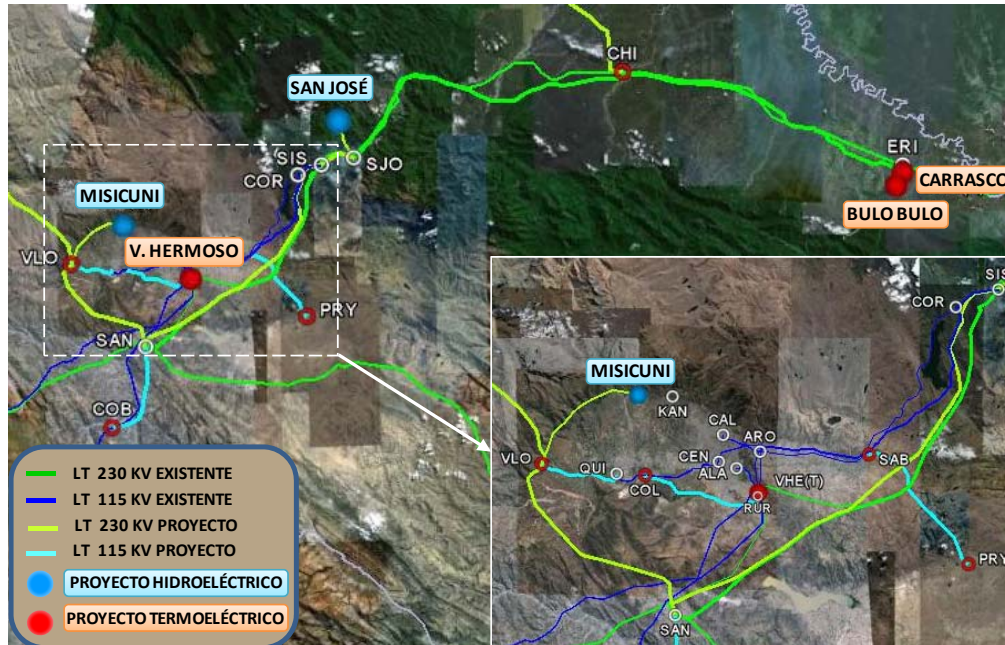 CHI
SAN JOSÉ
ERI
SIS
SJO
COR
CARRASCO
MISICUNI
BULO BULO
V. HERMOSO
VLO
PRY
SAN
COB
SIS
COR
MISICUNI
KAN
CAL
ARO
VLO
CEN
SAB
QUI
ALA
COL
VHE(T)
RUR
PRY
SAN
LT 230 KV EXISTENTE
LT 115 KV EXISTENTE
LT 230 KV PROYECTO
LT 115 KV PROYECTO
PROYECTO HIDROELÉCTRICO
PROYECTO TERMOELÉCTRICO